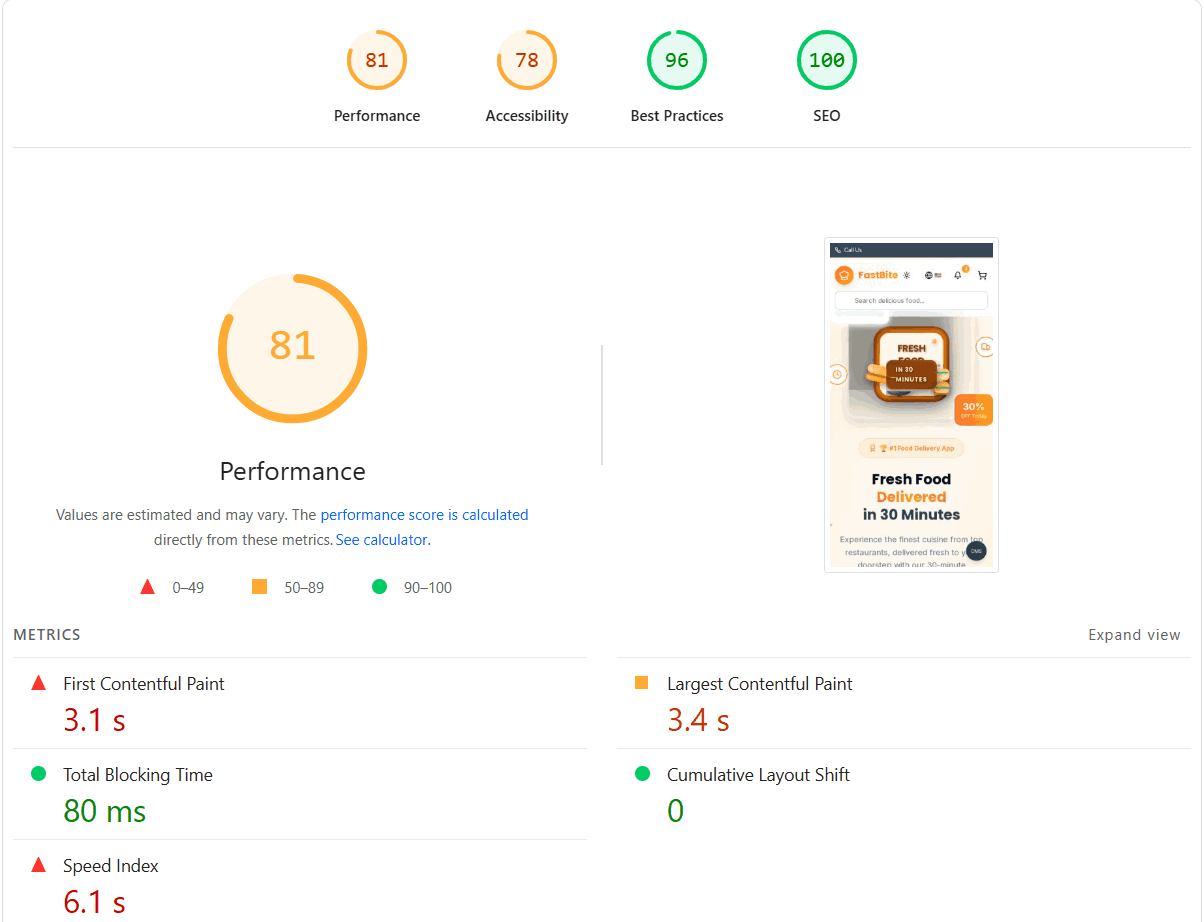 81
78
96
100
Performance
Accessibility
Best Practices
SEO
81
Performance
Values are estimated and may vary. The performance score is calculated
directly from these metrics. See calculator.
0–49
50–89
90–100
Call Us
FastBite
Search delicious food...
FRESH
FOOD
IN 30
MINUTES
30%
OFF Today
#1 Food Delivery App
Fresh Food
Delivered
in 30 Minutes
Experience the finest cuisine from top
restaurants, delivered fresh to y
doorstep with our 30-minute
METRICS
Expand view
First Contentful Paint
3.1 s
Largest Contentful Paint
3.4 s
Total Blocking Time
80 ms
Cumulative Layout Shift
0
Speed Index
6.1 s